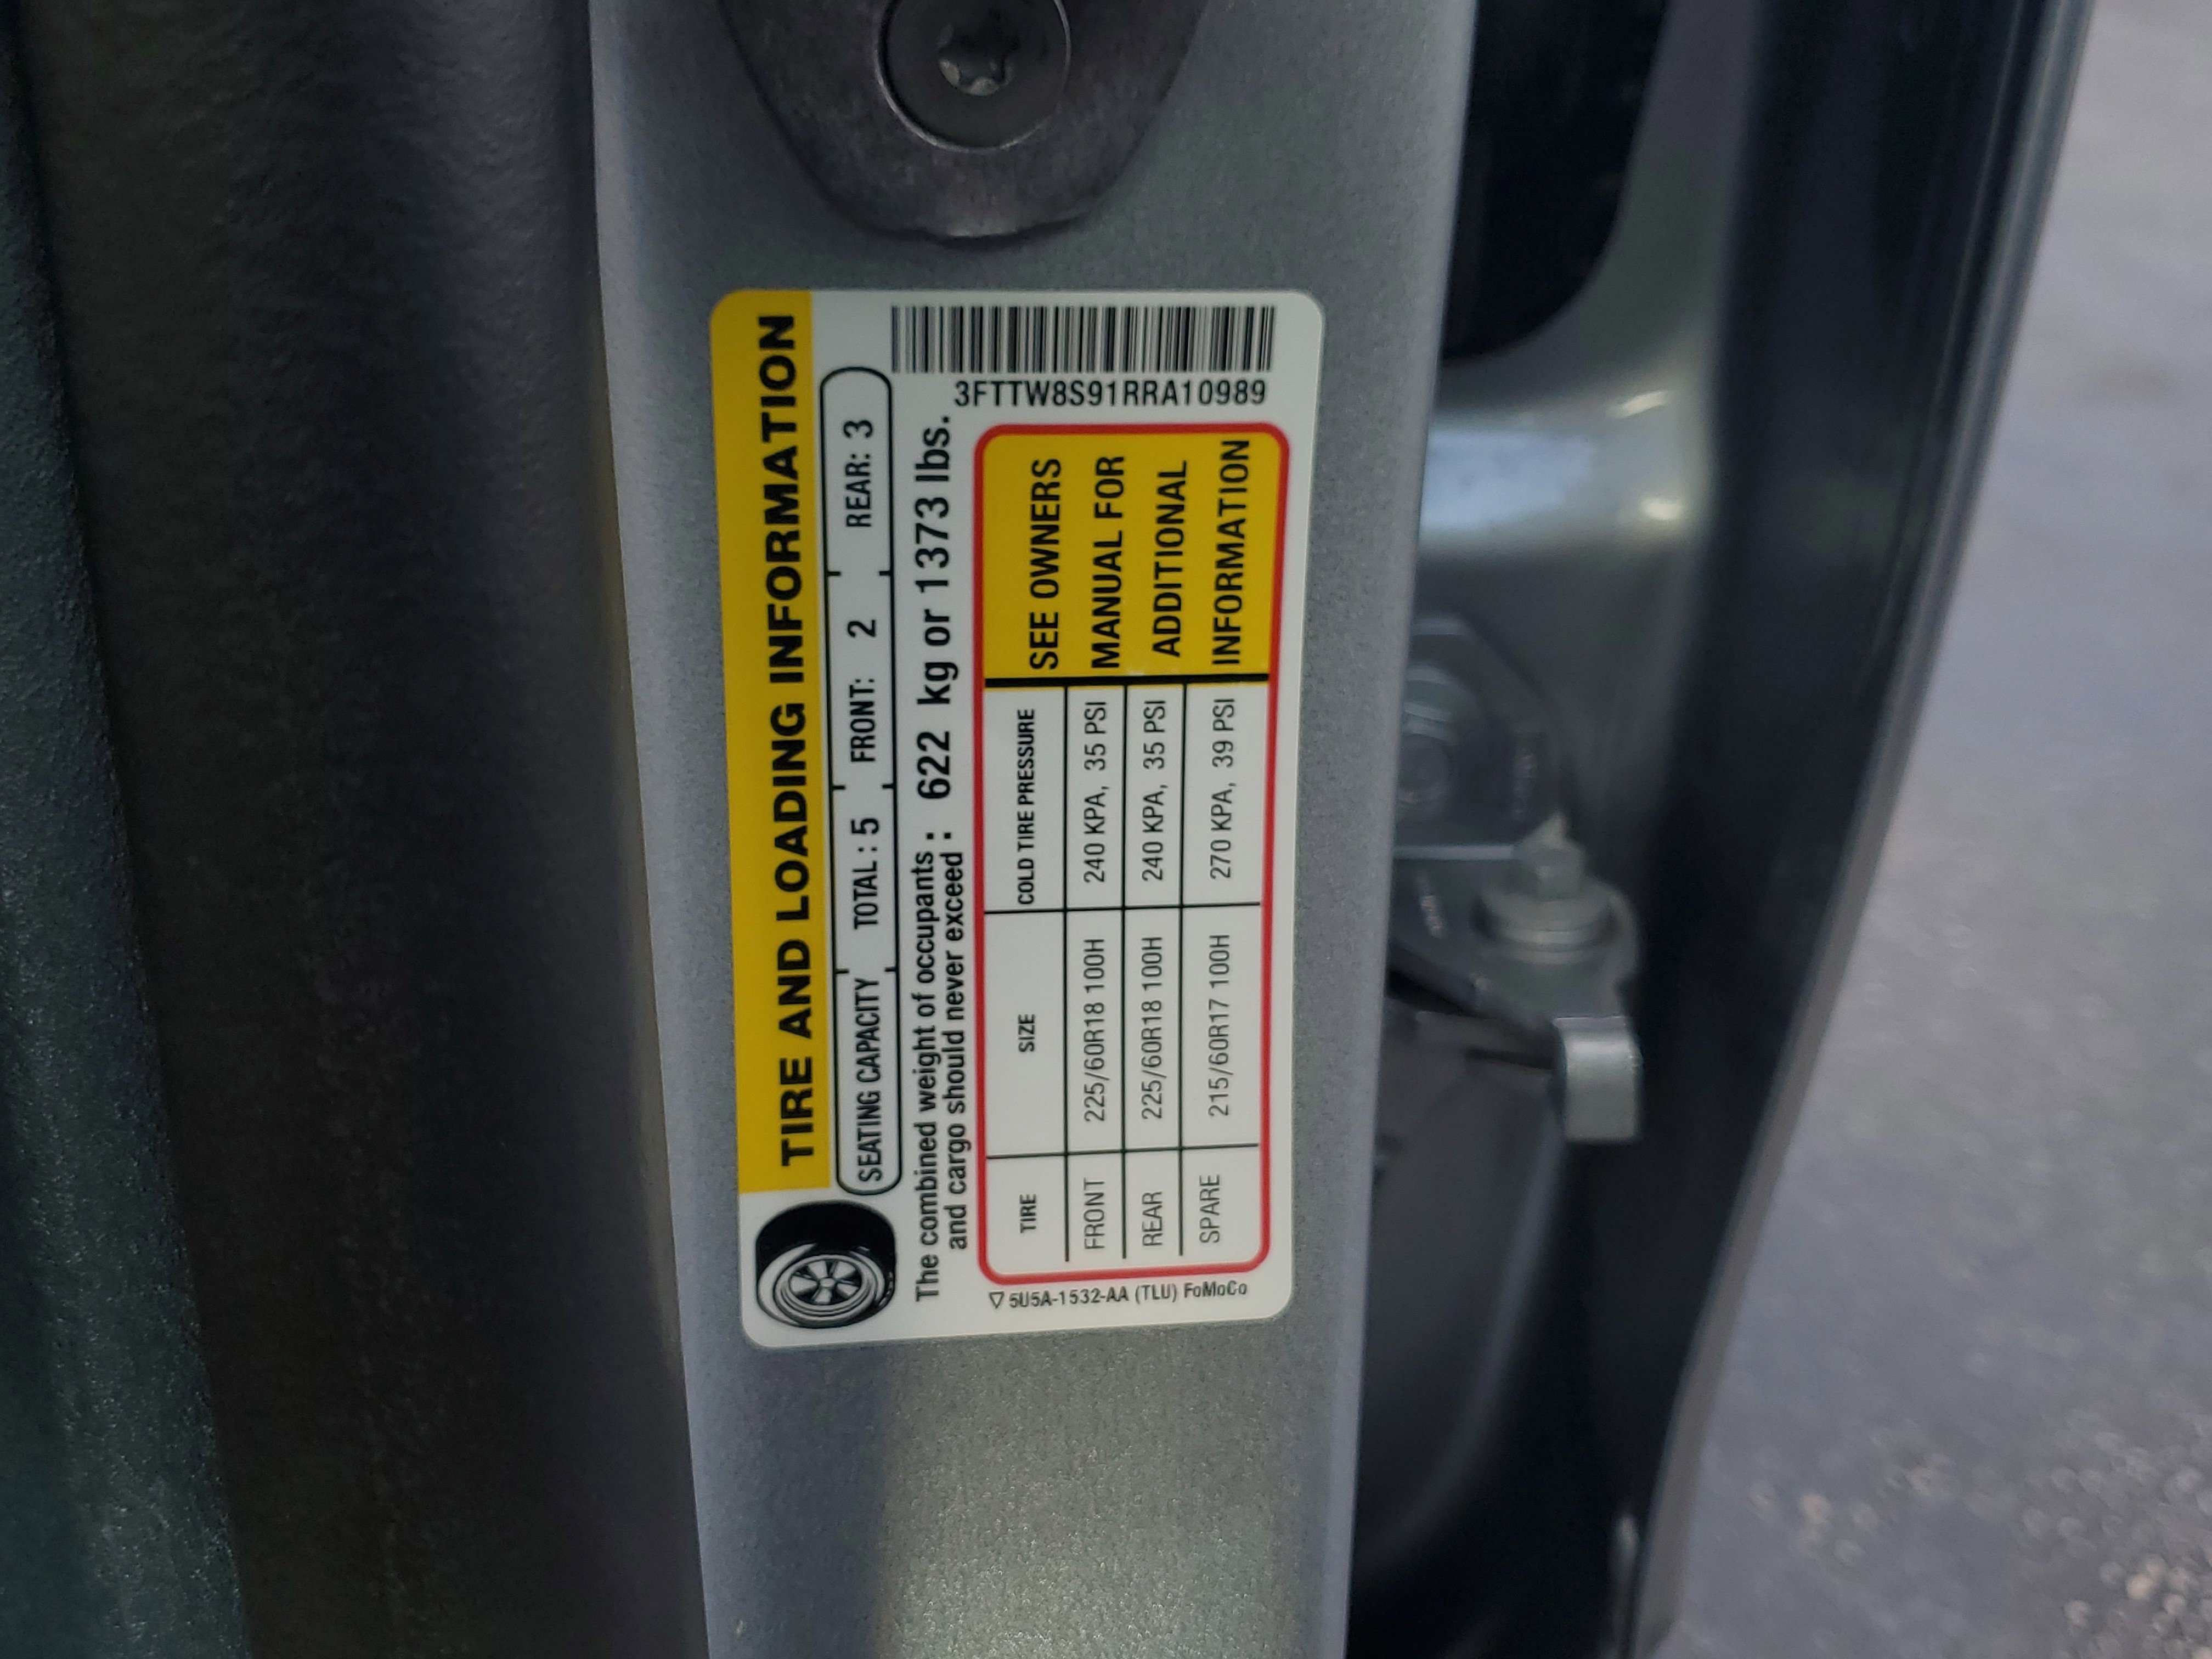 TIRE AND LOADING INFORMATION
SEATING CAPACITY TOTAL : 5 FRONT: 2 REAR: 3
The combined weight of occupants and cargo should never exceed : 622 kg or 1373 lbs.
3FTTW8S91RRA10989
TIRE SIZE COLD TIRE PRESSURE
FRONT 225/60R18 100H 240 KPA, 35 PSI
REAR 225/60R18 100H 240 KPA, 35 PSI
SPARE 215/60R17 100H 270 KPA, 39 PSI
SEE OWNERS
MANUAL FOR
ADDITIONAL
INFORMATION
5U5A-1532-AA (TLU) FoMoCo